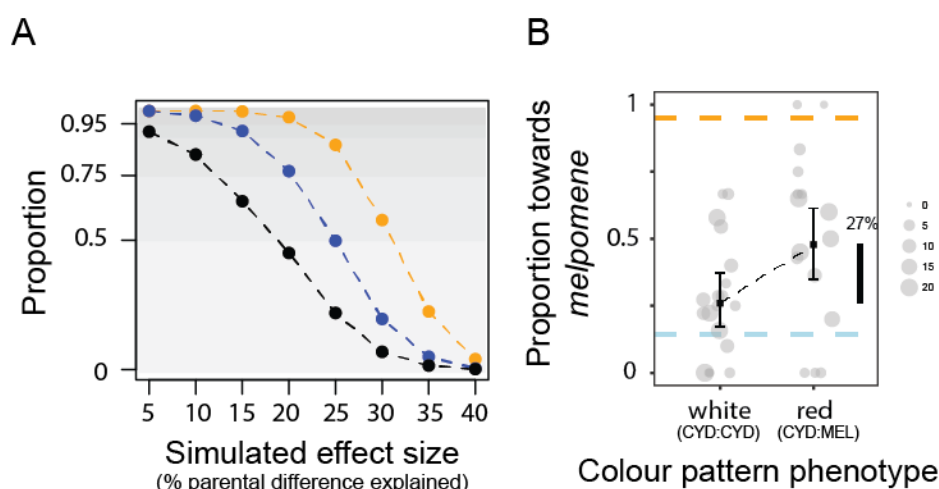 A
Proportion
0.95
0.75
0.5
0
5 10 15 20 25 30 35 40
Simulated effect size
(% parental difference explained)
B
Proportion towards
melpomene
1
0.5
0
27%
0
5
10
15
20
white red
(CYD:CYD) (CYD:MEL)
Colour pattern phenotype